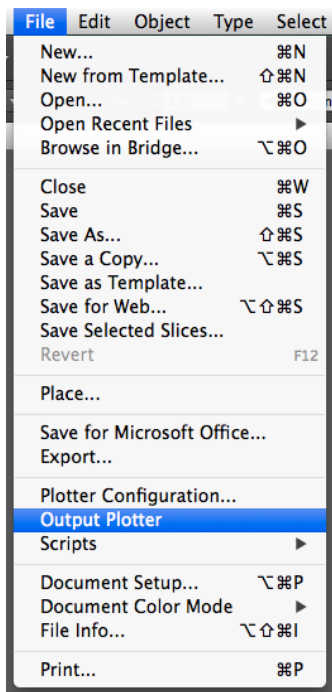 File Edit Object Type Select
New... ⌘N
New from Template... ⇧⌘N
Open... ⌘O
Open Recent Files ▶
Browse in Bridge... ⌥⌘O
Close ⌘W
Save ⌘S
Save As... ⇧⌘S
Save a Copy... ⌥⌘S
Save as Template...
Save for Web... ⌥⇧⌘S
Save Selected Slices...
Revert F12
Place...
Save for Microsoft Office...
Export...
Plotter Configuration...
Output Plotter
Scripts ▶
Document Setup... ⌥⌘P
Document Color Mode ▶
File Info... ⌥⇧⌘I
Print... ⌘P